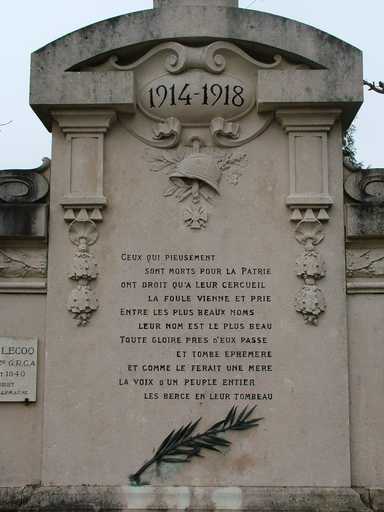 1914-1918
CEUX QUI PIEUSEMENT
SONT MORTS POUR LA PATRIE
ONT DROIT QU'A LEUR CERCUEIL
LA FOULE VIENNE ET PRIE
ENTRE LES PLUS BEAUX NOMS
LEUR NOM EST LE PLUS BEAU
TOUTE GLOIRE PRES D'EUX PASSE
ET TOMBE EPHEMERE
ET COMME LE FERAIT UNE MERE
LA VOIX D'UN PEUPLE ENTIER
LES BERCE EN LEUR TOMBEAU
LECOQ
G.R.C.A
1940